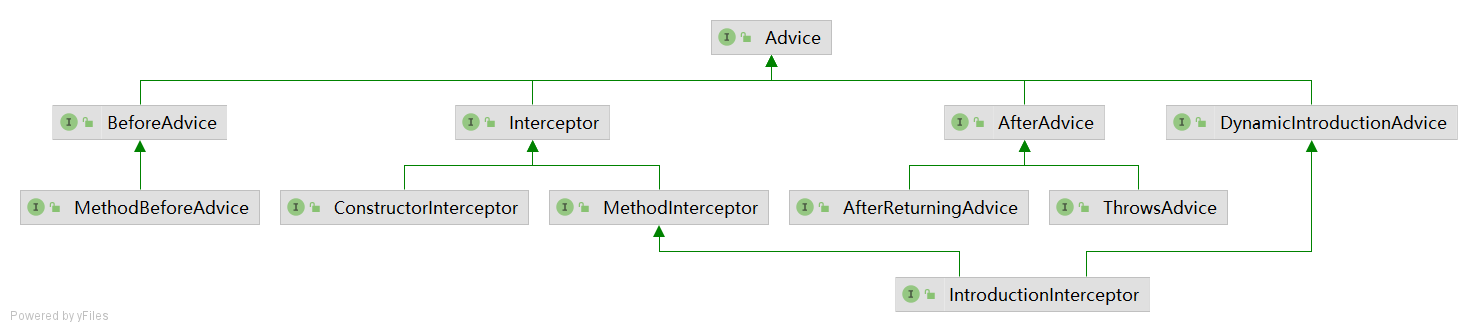 Advice
BeforeAdvice
Interceptor
AfterAdvice
DynamicIntroductionAdvice
MethodBeforeAdvice
ConstructorInterceptor
MethodInterceptor
AfterReturningAdvice
ThrowsAdvice
IntroductionInterceptor
Powered by yFiles